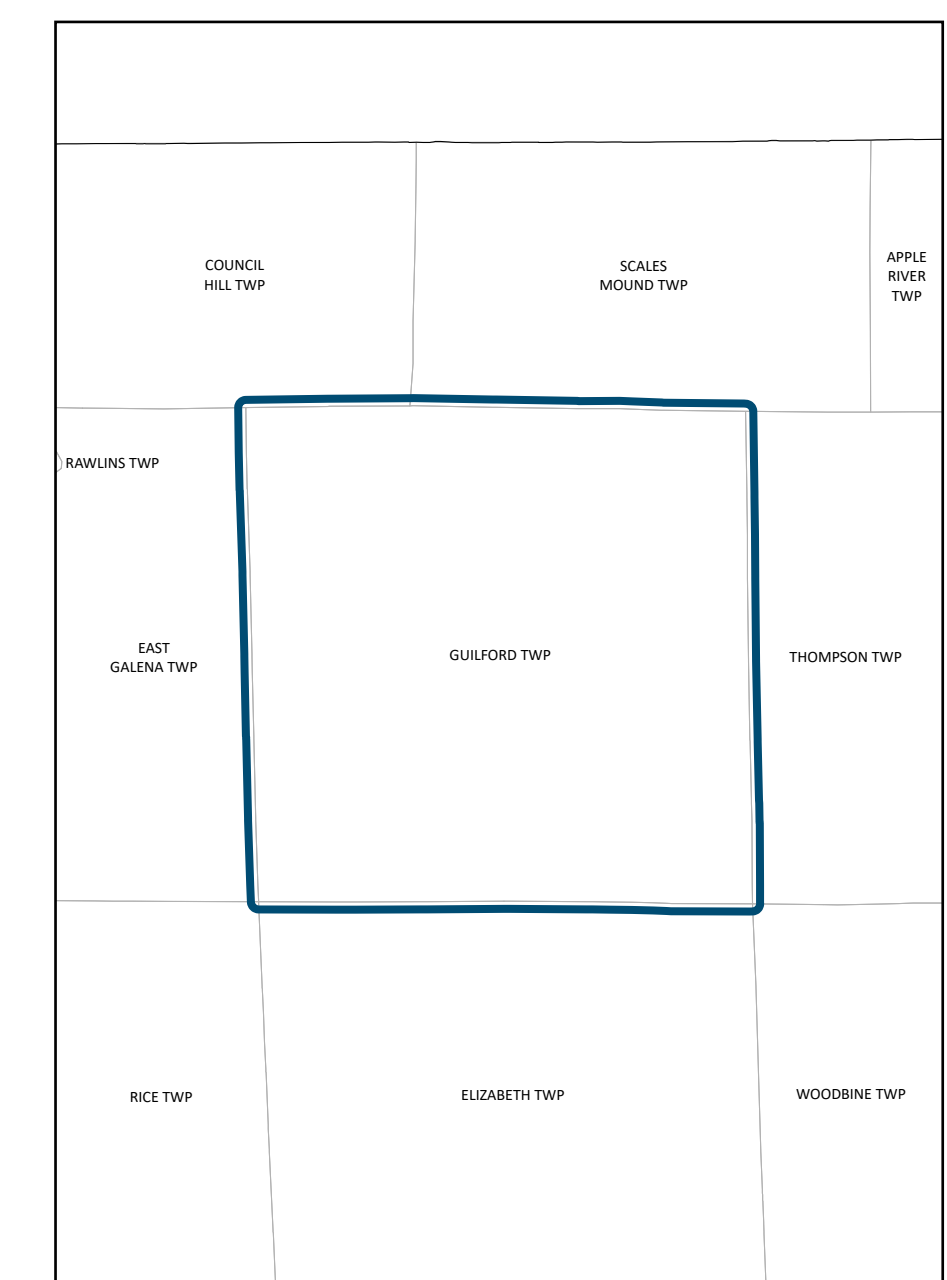 COUNCIL
HILL TWP
SCALES
MOUND TWP
APPLE
RIVER
TWP
RAWLINS TWP
EAST
GALENA TWP
GUILFORD TWP
THOMPSON TWP
RICE TWP
ELIZABETH TWP
WOODBINE TWP